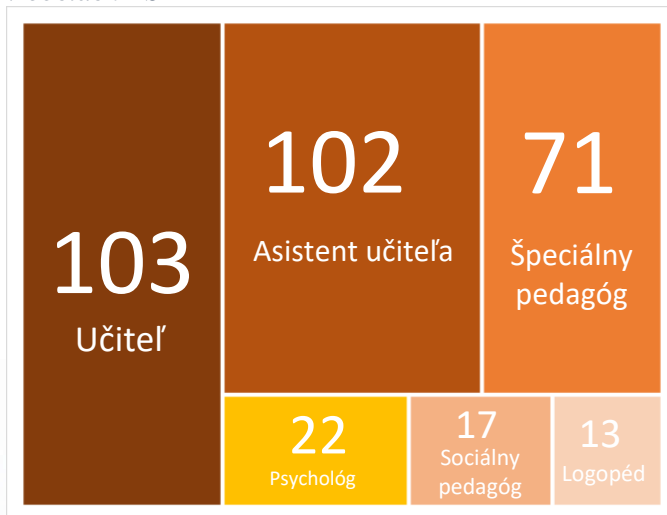 103
Učiteľ
102
Asistent učiteľa
71
Špeciálny
pedagóg
22
Psychológ
17
Sociálny
pedagóg
13
Logopéd